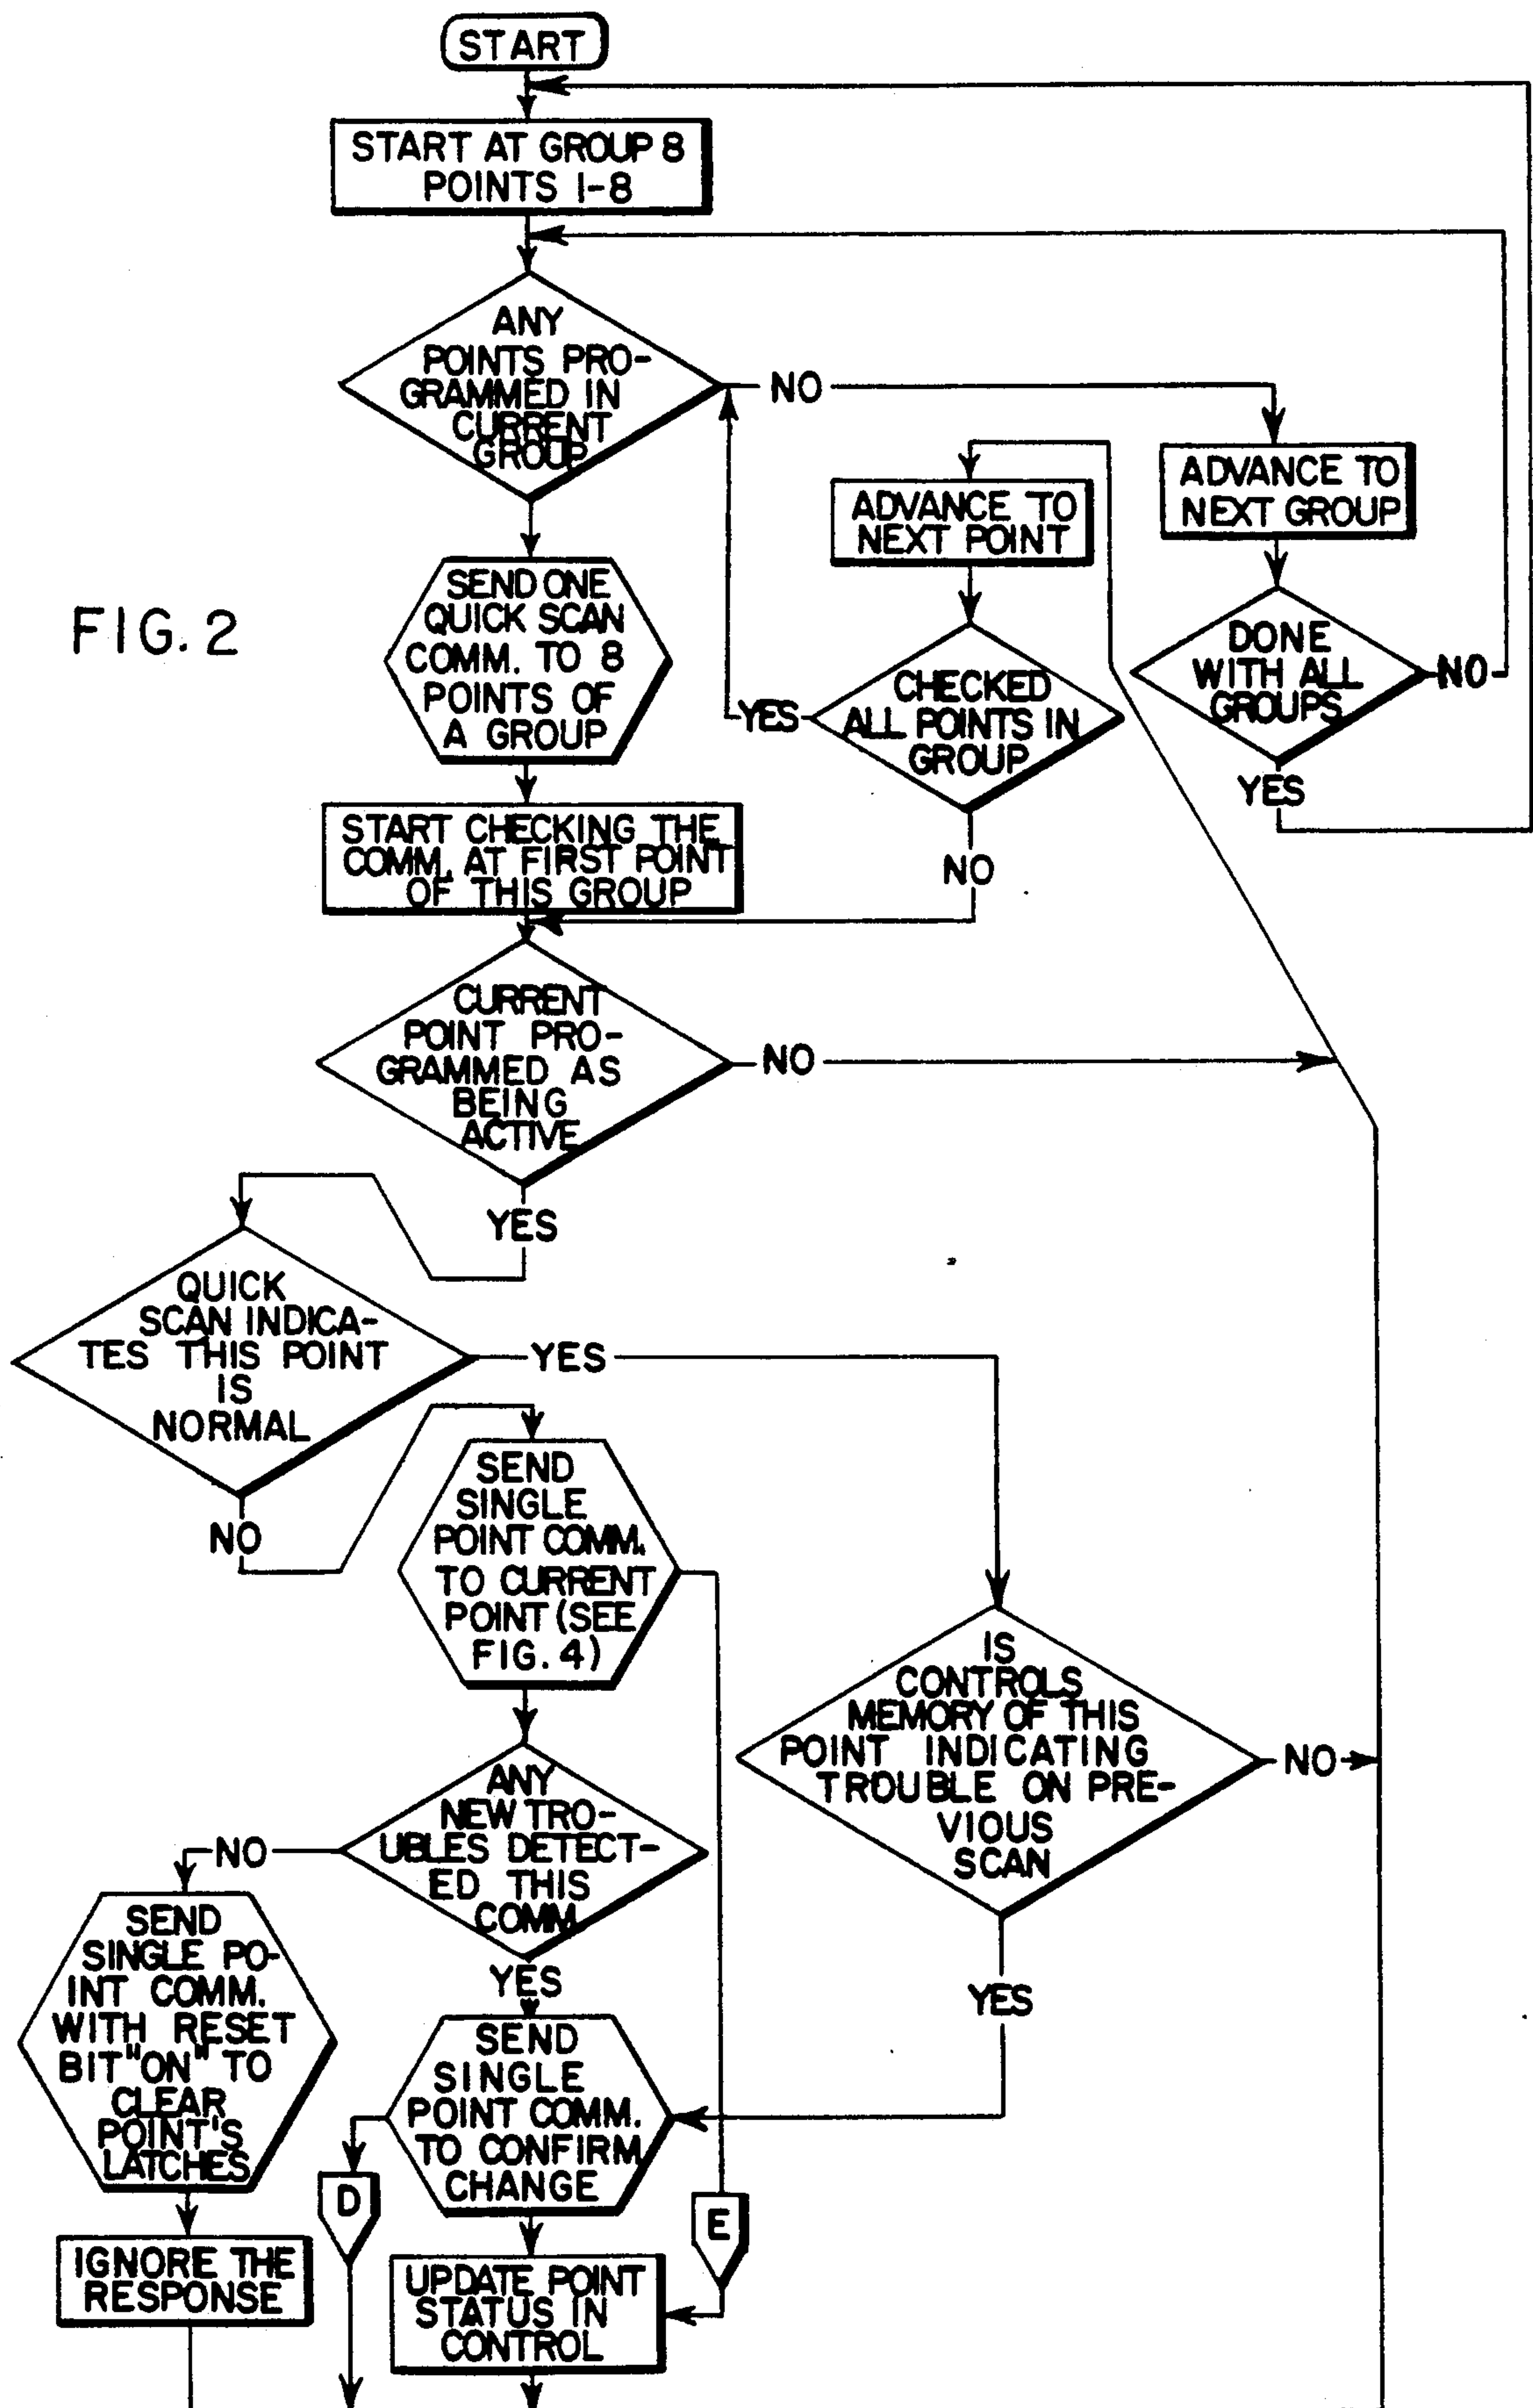 START
START AT GROUP 8
POINTS 1-8
ANY
POINTS PRO-
GRAMMED IN
CURRENT
GROUP
NO
ADVANCE TO
NEXT GROUP
ADVANCE TO
NEXT POINT
FIG. 2
SEND ONE
QUICK SCAN
COMM. TO 8
POINTS OF
A GROUP
CHECKED
ALL POINTS IN
GROUP
YES
NO
DONE
WITH ALL
GROUPS
NO
YES
START CHECKING THE
COMM. AT FIRST POINT
OF THIS GROUP
CURRENT
POINT PRO-
GRAMMED AS
BEING
ACTIVE
NO
YES
QUICK
SCAN INDICA-
TES THIS POINT
IS
NORMAL
YES
NO
SEND
SINGLE
POINT COMM.
TO CURRENT
POINT (SEE
FIG. 4)
IS
CONTROLS
MEMORY OF THIS
POINT INDICATING
TROUBLE ON PRE-
VIOUS
SCAN
NO
YES
ANY
NEW TRO-
UBLES DETECT-
ED THIS
COMM.
NO
YES
SEND
SINGLE PO-
INT COMM.
WITH RESET
BIT "ON" TO
CLEAR
POINT'S
LATCHES
SEND
SINGLE
POINT COMM.
TO CONFIRM
CHANGE
D
E
IGNORE THE
RESPONSE
UPDATE POINT
STATUS IN
CONTROL